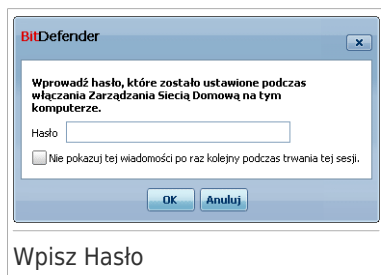 BitDefender
Wprowadź hasło, które zostało ustawione podczas
włączania Zarządzania Siecią Domową na tym
komputerze.
Hasło
Nie pokazuj tej wiadomości po raz kolejny podczas trwania tej sesji.
OK Anuluj
Wpisz Hasło